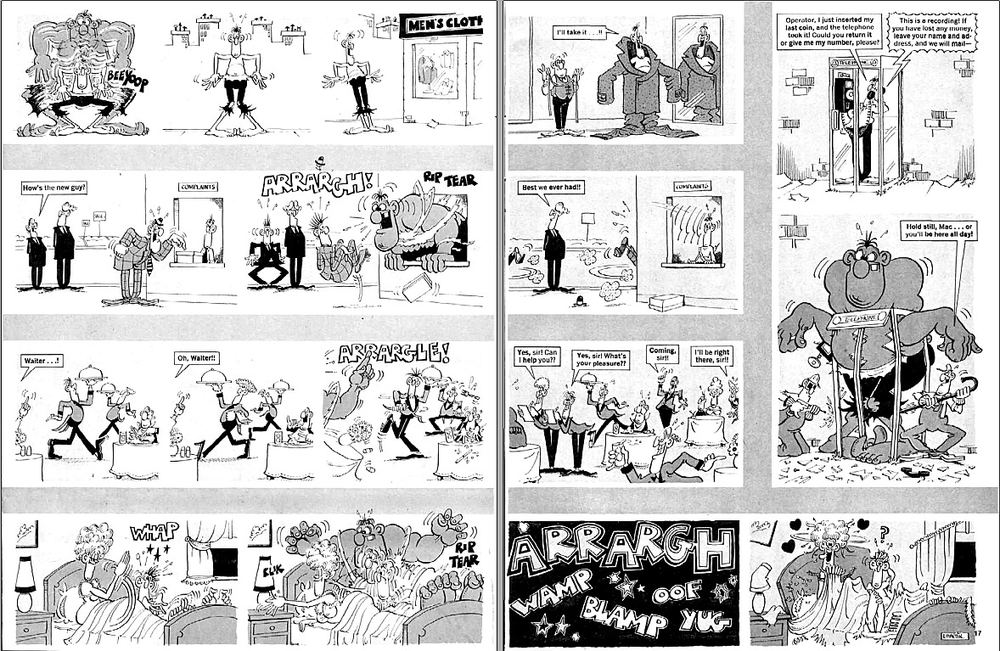 BEEYOOP
MEN'S CLOTH
I'll take it . . .!!
Operator, I just inserted my
last coin, and the telephone
took it! Could you return it
or give me my number, please?
This is a recording! If
you have lost any money,
leave your name and ad-
dress, and we will mail—
How's the new guy?
COMPLAINTS
ARRARGH!
RIP TEAR
Best we ever had!!
COMPLAINTS
Hold still, Mac . . . or
you'll be here all day!
TELEPHONE
Waiter . . .!
Oh, Waiter!!
ARRARGLE!
Yes, sir! Can
I help you??
Yes, sir! What's
your pleasure??
Coming,
sir!!
I'll be right
there, sir!!
WHAP
RIP
TEAR
ARRARGH
WAMP
OOF
BLAMP
YUG
?
17